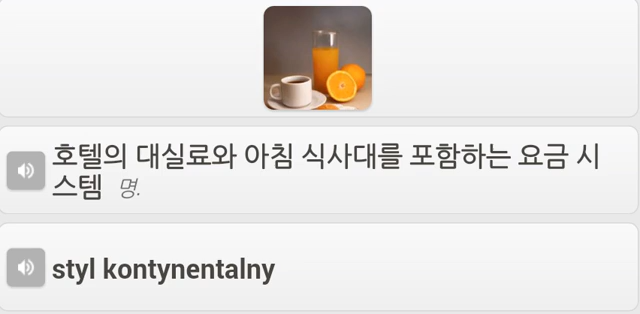 호텔의 대실료와 아침 식사대를 포함하는 요금 시
스템 명.
styl kontynentalny